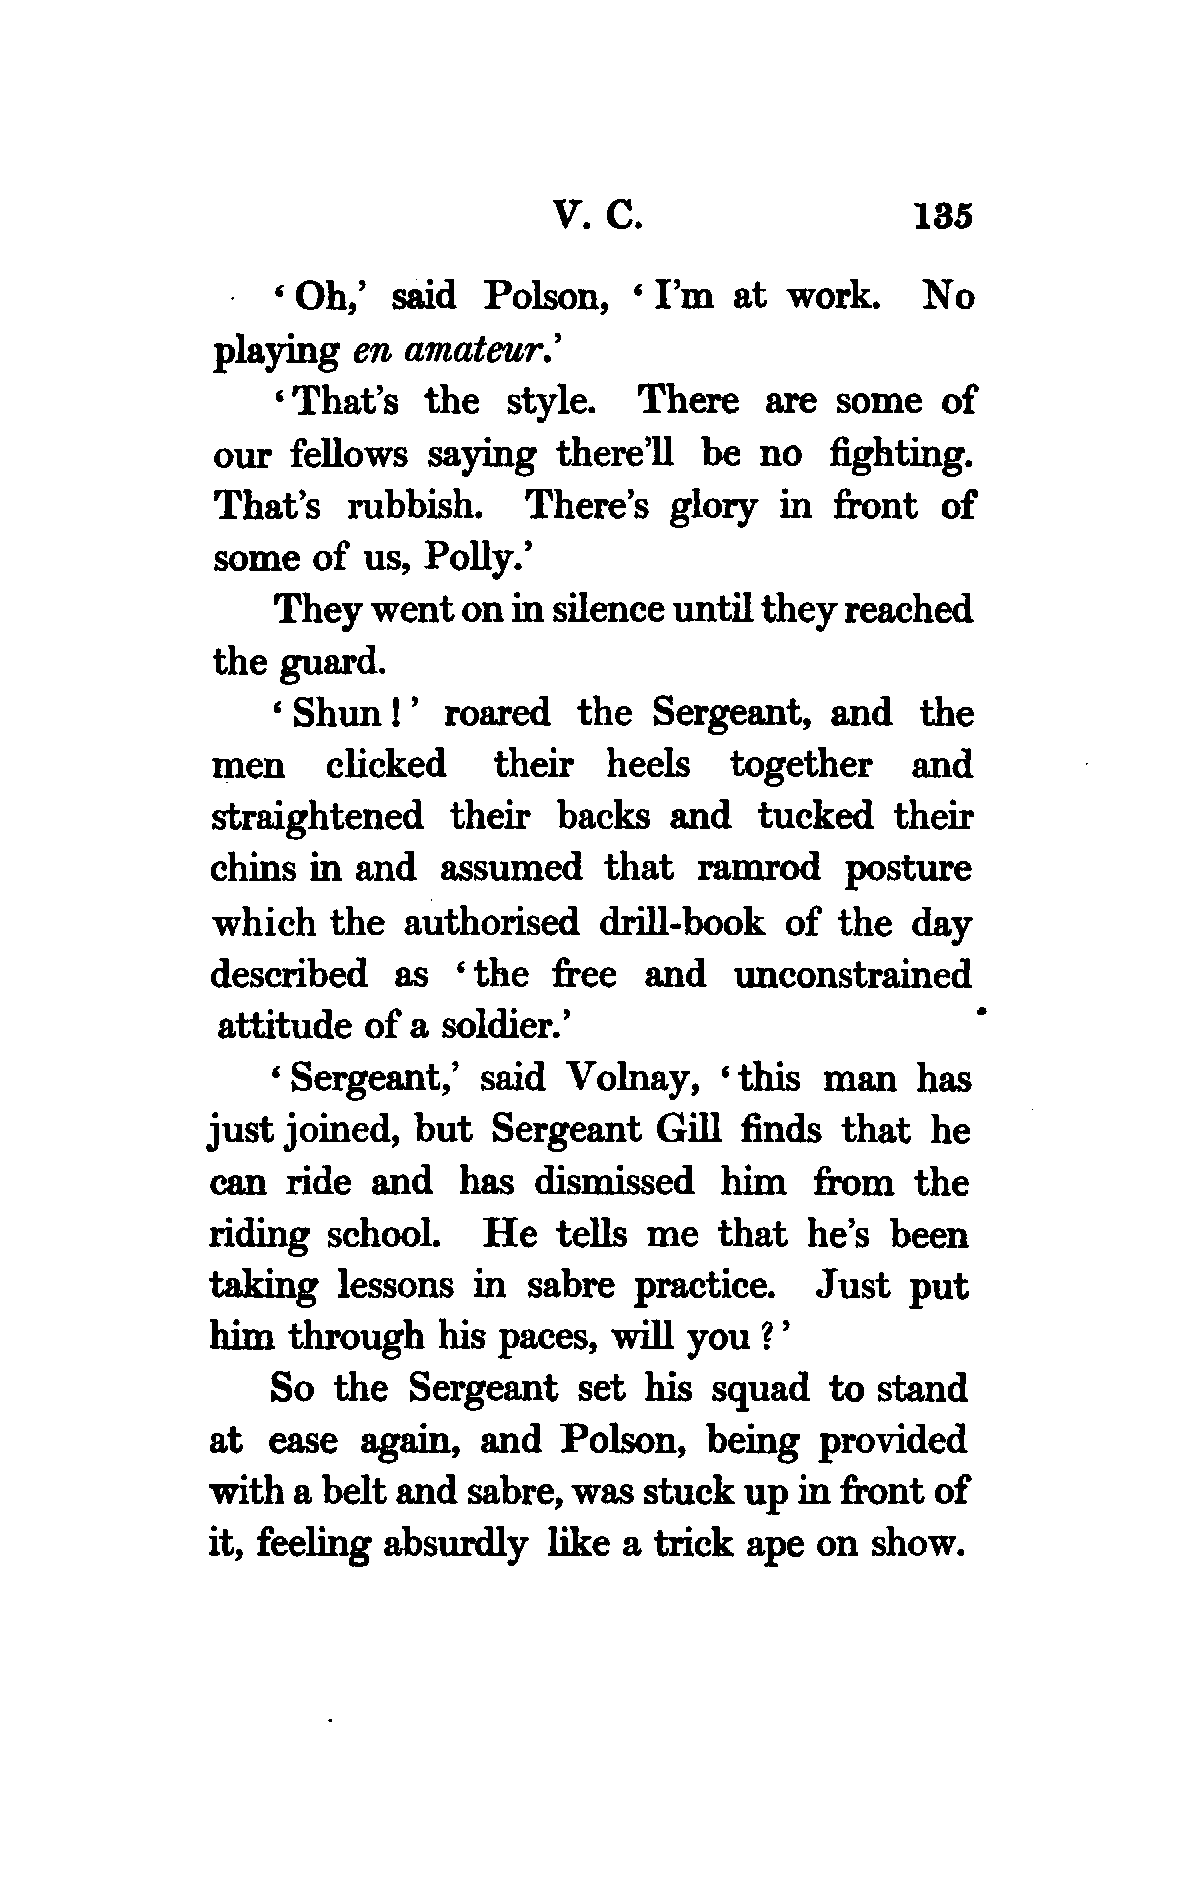 V. C. 135
‘ Oh,’ said Polson, ‘ I’m at work. No
playing en amateur.’
‘ That’s the style. There are some of
our fellows saying there’ll be no fighting.
That’s rubbish. There’s glory in front of
some of us, Polly.’
They went on in silence until they reached
the guard.
‘ Shun ! ’ roared the Sergeant, and the
men clicked their heels together and
straightened their backs and tucked their
chins in and assumed that ramrod posture
which the authorised drill-book of the day
described as ‘ the free and unconstrained
attitude of a soldier.’
‘ Sergeant,’ said Volnay, ‘ this man has
just joined, but Sergeant Gill finds that he
can ride and has dismissed him from the
riding school. He tells me that he’s been
taking lessons in sabre practice. Just put
him through his paces, will you ? ’
So the Sergeant set his squad to stand
at ease again, and Polson, being provided
with a belt and sabre, was stuck up in front of
it, feeling absurdly like a trick ape on show.